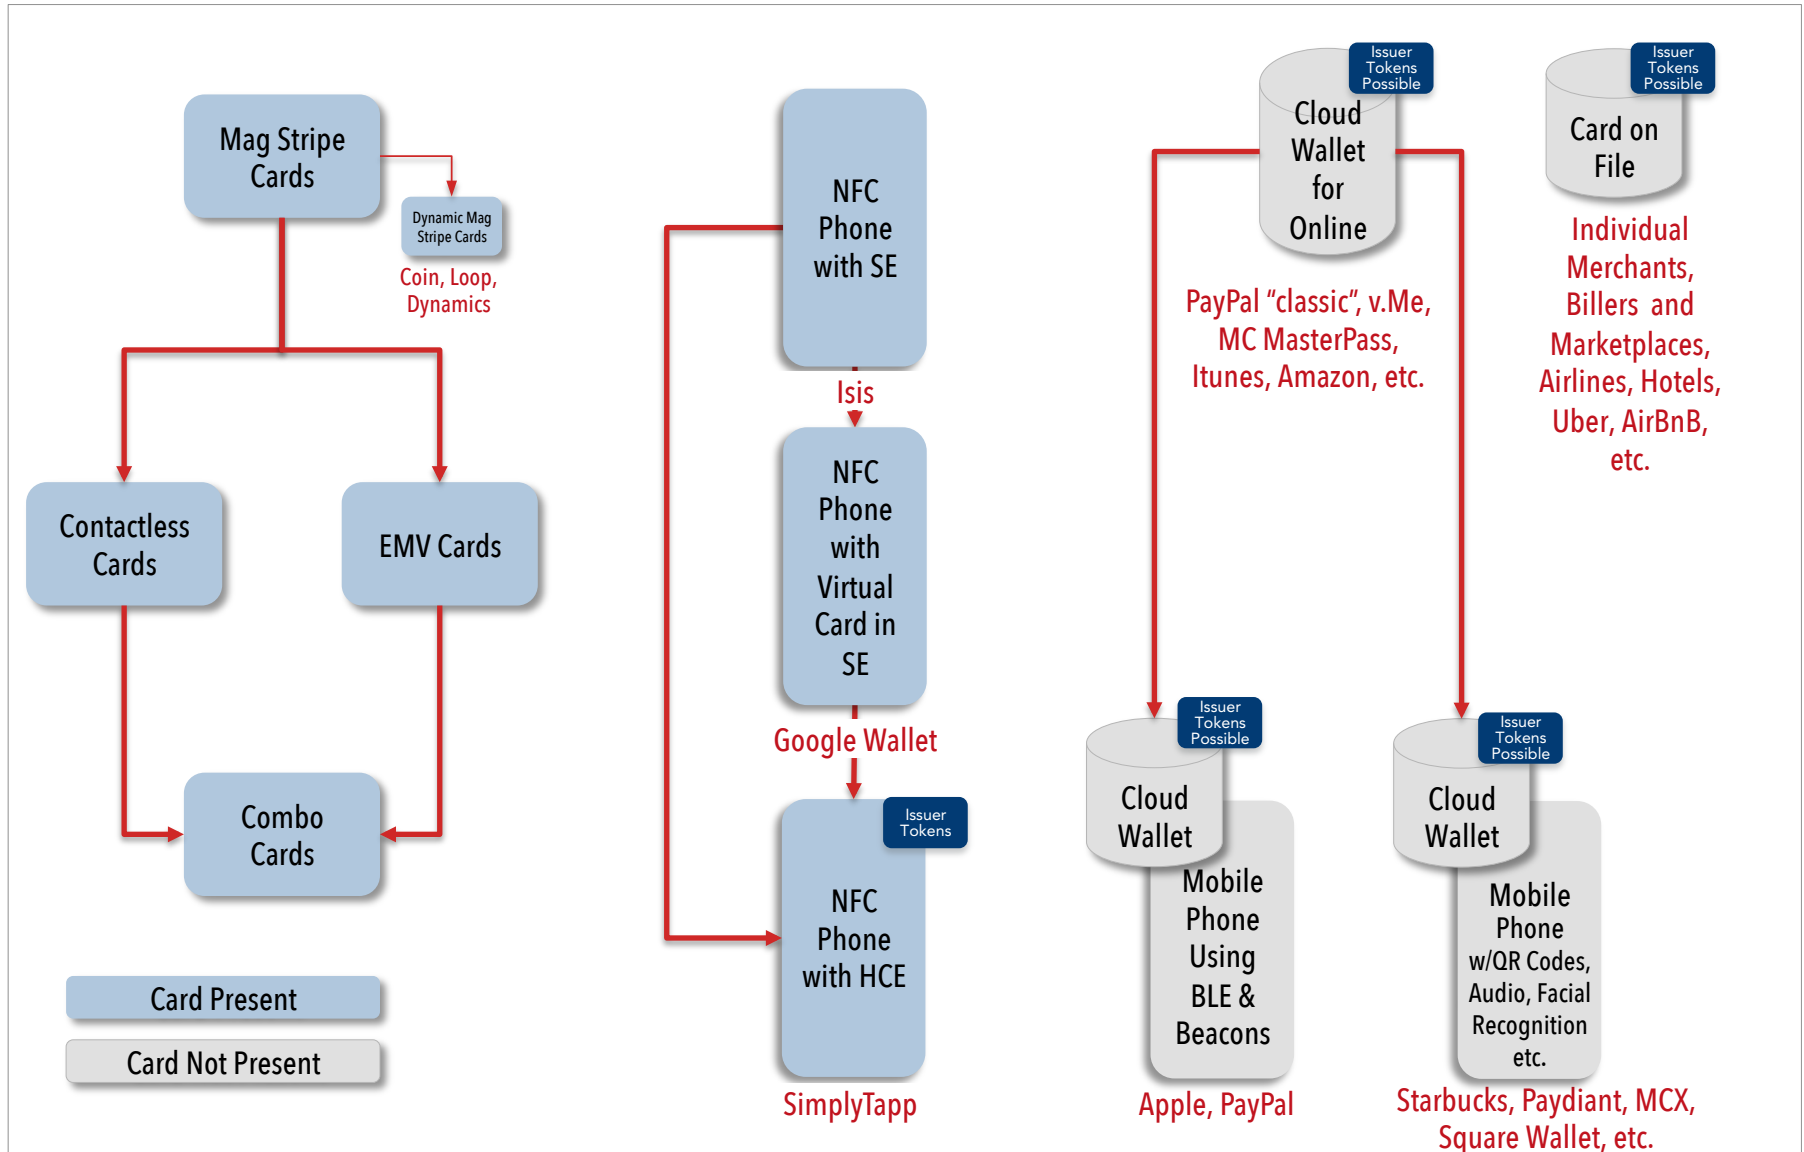 Mag Stripe
Cards
Dynamic Mag
Stripe Cards
Coin, Loop,
Dynamics
Contactless
Cards
EMV Cards
Combo
Cards
Card Present
Card Not Present
NFC
Phone
with SE
Isis
NFC
Phone
with
Virtual
Card in
SE
Google Wallet
Issuer
Tokens
NFC
Phone
with HCE
SimplyTapp
Issuer
Tokens
Possible
Cloud
Wallet
for
Online
PayPal “classic”, v.Me,
MC MasterPass,
Itunes, Amazon, etc.
Issuer
Tokens
Possible
Card on
File
Individual
Merchants,
Billers and
Marketplaces,
Airlines, Hotels,
Uber, AirBnB,
etc.
Issuer
Tokens
Possible
Cloud
Wallet
Mobile
Phone
Using
BLE &
Beacons
Apple, PayPal
Issuer
Tokens
Possible
Cloud
Wallet
Mobile
Phone
w/QR Codes,
Audio, Facial
Recognition
etc.
Starbucks, Paydiant, MCX,
Square Wallet, etc.